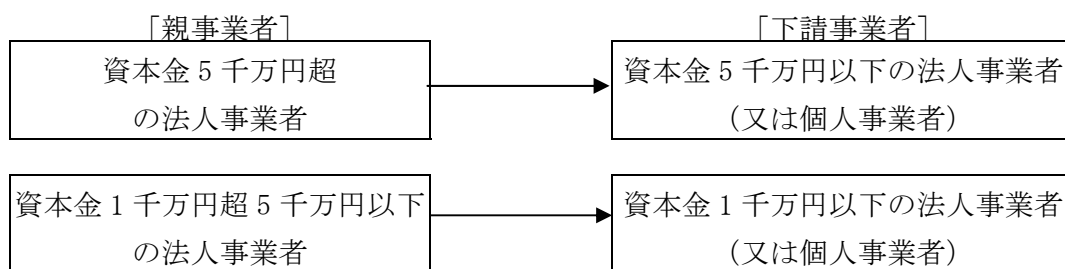 ［親事業者］
［下請事業者］
資本金５千万円超
の法人事業者
資本金５千万円以下の法人事業者
（又は個人事業者）
資本金１千万円超５千万円以下
の法人事業者
資本金１千万円以下の法人事業者
（又は個人事業者）